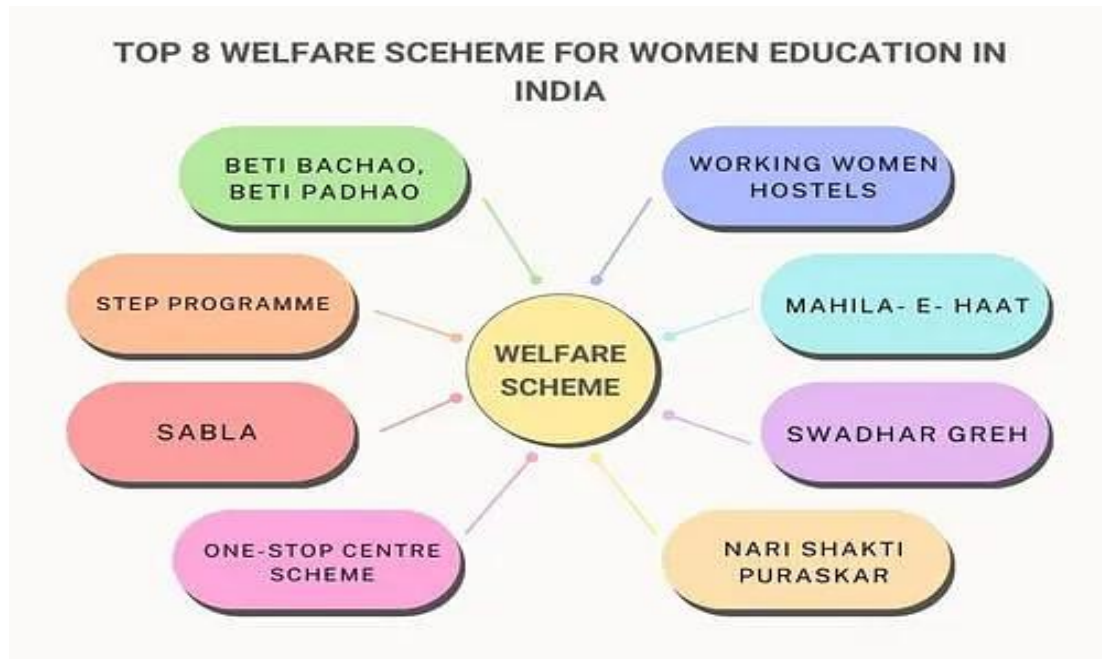 TOP 8 WELFARE SCEHEME FOR WOMEN EDUCATION IN
INDIA
BETI BACHAO,
BETI PADHAO
WORKING WOMEN
HOSTELS
STEP PROGRAMME
MAHILA- E- HAAT
WELFARE
SCHEME
SABLA
SWADHAR GREH
ONE-STOP CENTRE
SCHEME
NARI SHAKTI
PURASKAR